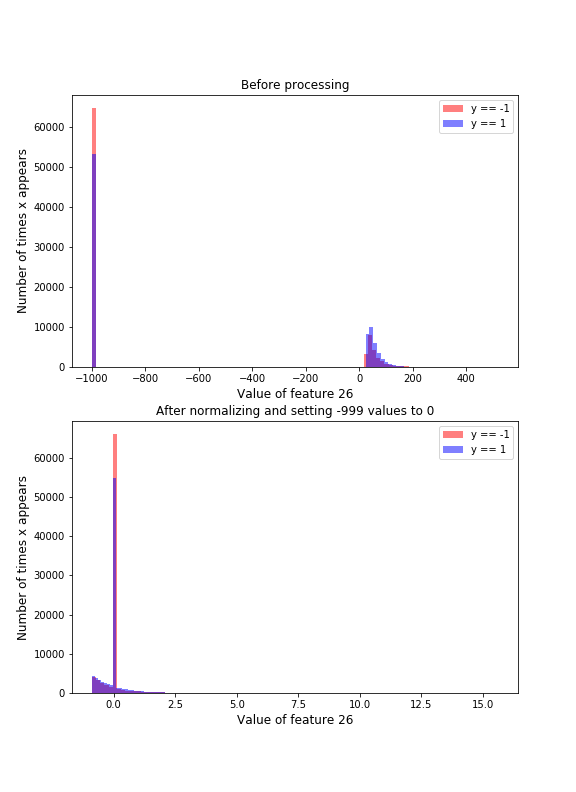 Before processing
Number of times x appears
60000
50000
40000
30000
20000
10000
0
y == -1
y == 1
−1000 −800 −600 −400 −200 0 200 400
Value of feature 26
After normalizing and setting -999 values to 0
Number of times x appears
60000
50000
40000
30000
20000
10000
0
y == -1
y == 1
0.0 2.5 5.0 7.5 10.0 12.5 15.0
Value of feature 26